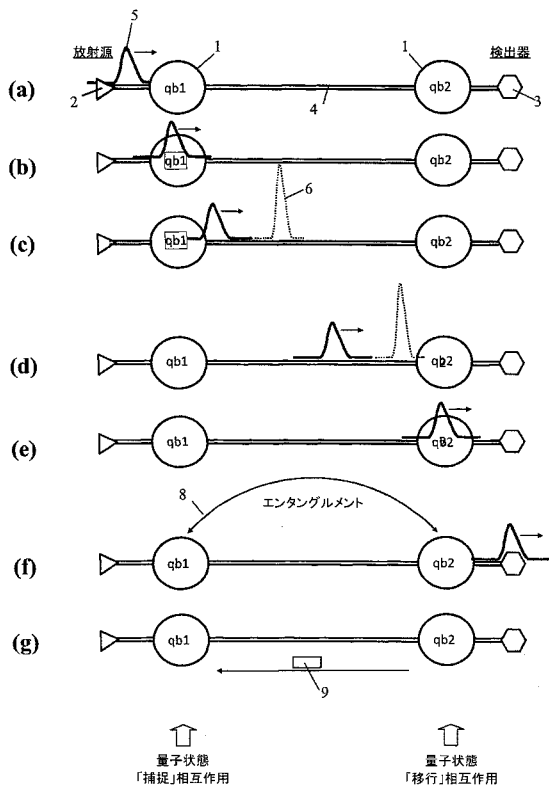 5
放射源
1
1
検出器
2
3
(a)
qb1
4
qb2
(b)
qb1
qb2
6
(c)
qb1
qb2
(d)
qb1
qb2
(e)
qb1
8
エンタングルメント
(f)
qb1
qb2
(g)
qb1
qb2
9
量子状態
「捕捉」相互作用
量子状態
「移行」相互作用